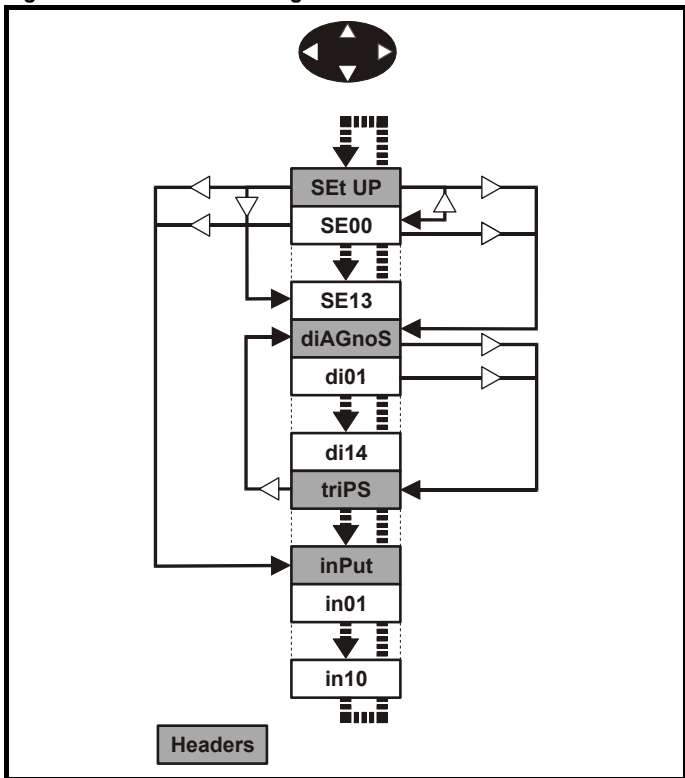 SEt UP
SE00
SE13
diAGnoS
di01
di14
triPS
inPut
in01
in10
Headers